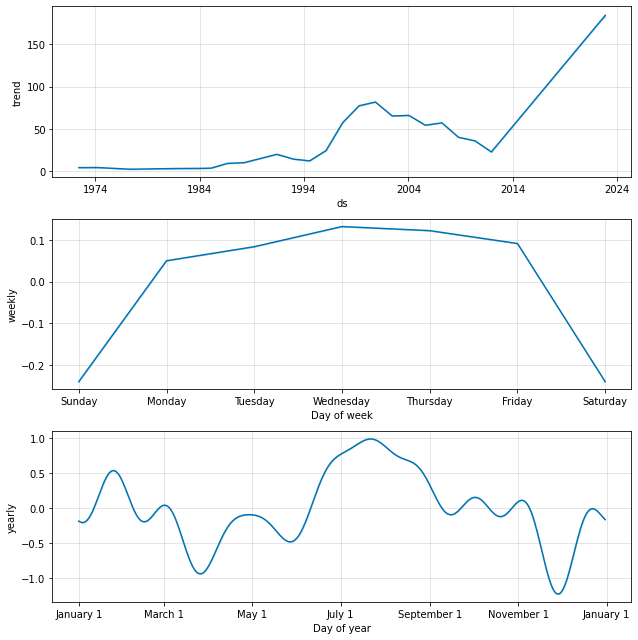 trend
150
100
50
0
1974 1984 1994 2004 2014 2024
ds
weekly
0.1
0.0
−0.1
−0.2
Sunday Monday Tuesday Wednesday Thursday Friday Saturday
Day of week
yearly
1.0
0.5
0.0
−0.5
−1.0
January 1 March 1 May 1 July 1 September 1 November 1 January 1
Day of year